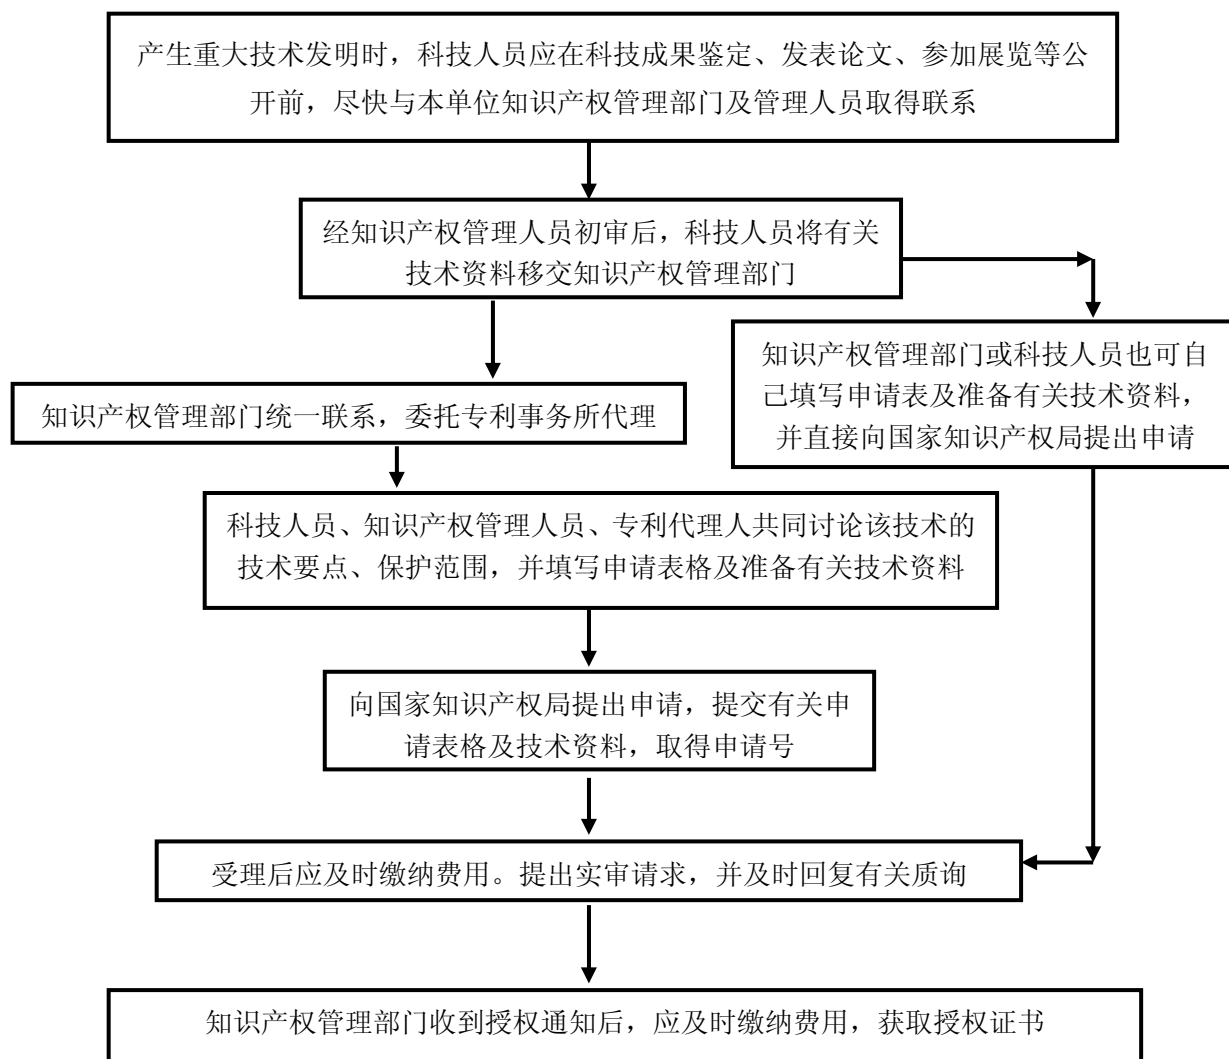 产生重大技术发明时，科技人员应在科技成果鉴定、发表论文、参加展览等公
开前，尽快与本单位知识产权管理部门及管理人员取得联系
经知识产权管理人员初审后，科技人员将有关
技术资料移交知识产权管理部门
知识产权管理部门或科技人员也可自
己填写申请表及准备有关技术资料，
并直接向国家知识产权局提出申请
知识产权管理部门统一联系，委托专利事务所代理
科技人员、知识产权管理人员、专利代理人共同讨论该技术的
技术要点、保护范围，并填写申请表格及准备有关技术资料
向国家知识产权局提出申请，提交有关申
请表格及技术资料，取得申请号
受理后应及时缴纳费用。提出实审请求，并及时回复有关质询
知识产权管理部门收到授权通知后，应及时缴纳费用，获取授权证书